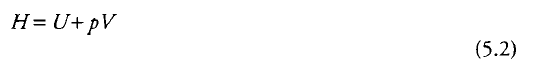 H = U + pV
(5.2)